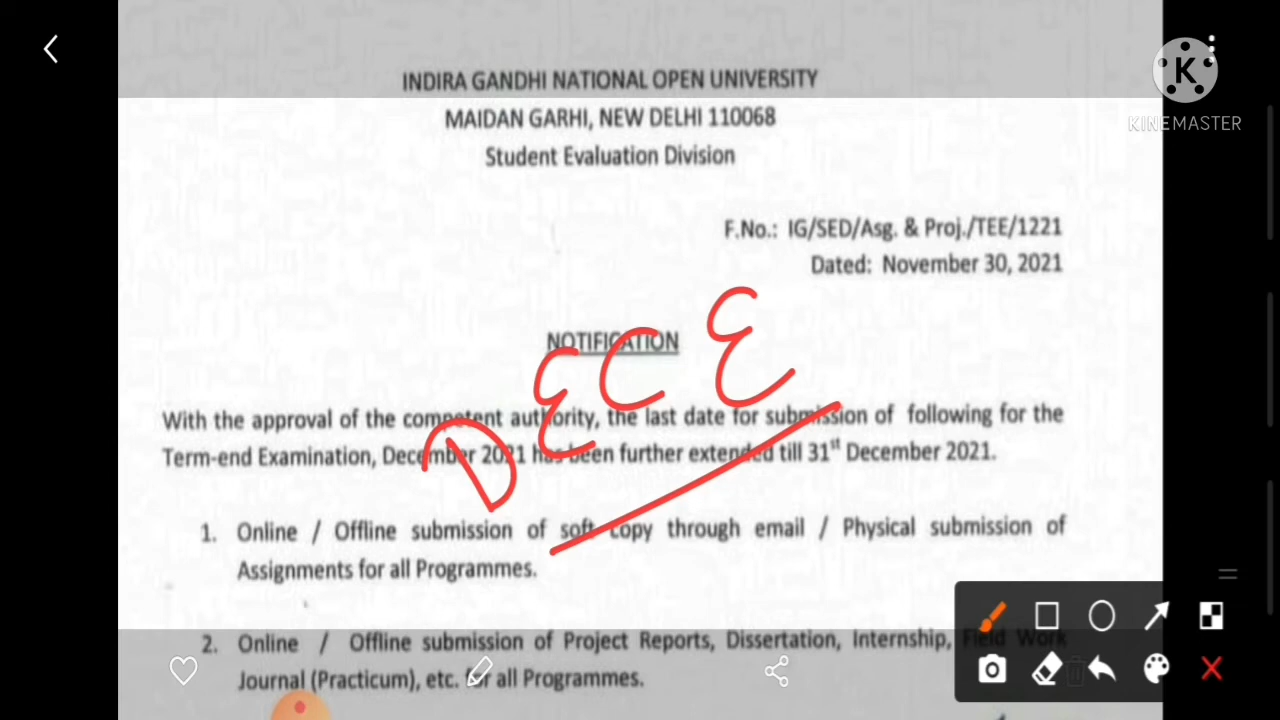 INDIRA GANDHI NATIONAL OPEN UNIVERSITY
MAIDAN GARHI, NEW DELHI 110068
Student Evaluation Division
K
KINEMASTER
F.No.: IG/SED/Asg. & Proj./TEE/1221
Dated: November 30, 2021
NOTIFICATION
DECE
With the approval of the competent authority, the last date for submission of following for the
Term-end Examination, December 2021 has been further extended till 31st December 2021.
1. Online / Offline submission of soft copy through email / Physical submission of
Assignments for all Programmes.
2. Online / Offline submission of Project Reports, Dissertation, Internship, Field Work
Journal (Practicum), etc. for all Programmes.